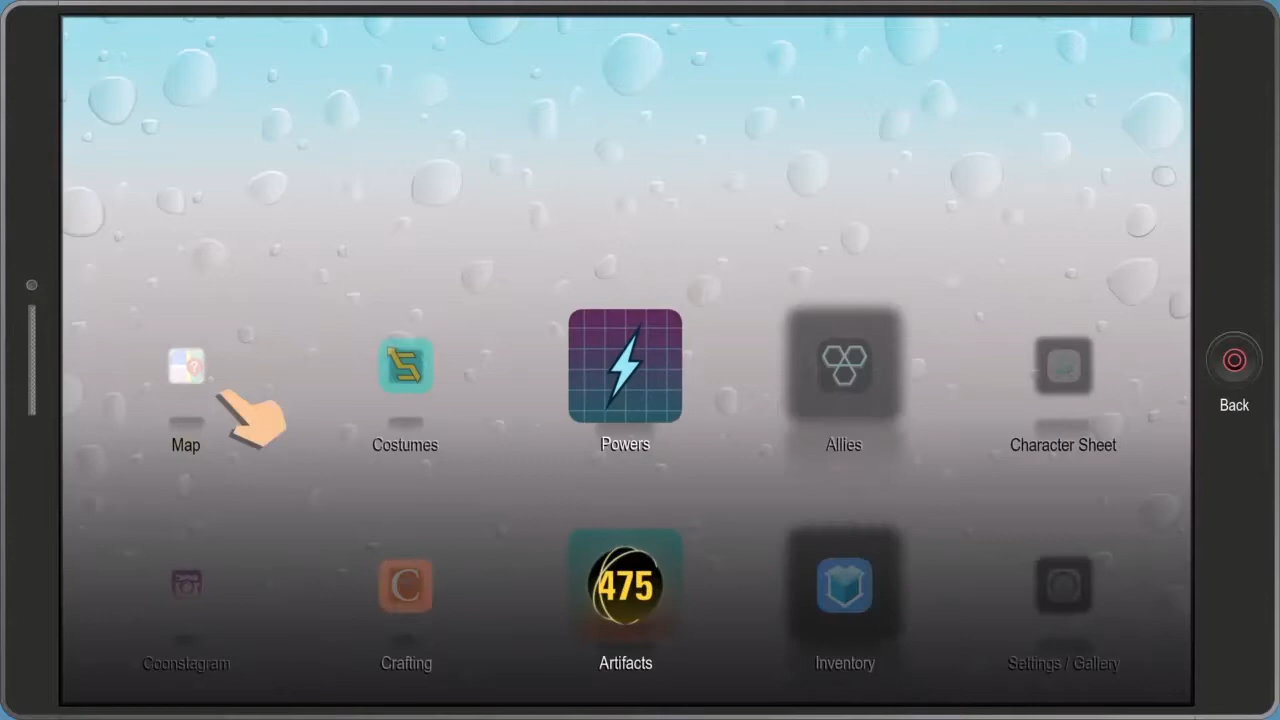 Map
Costumes
Powers
Allies
Character Sheet
Back
C
475
Coonstagram
Crafting
Artifacts
Inventory
Settings / Gallery